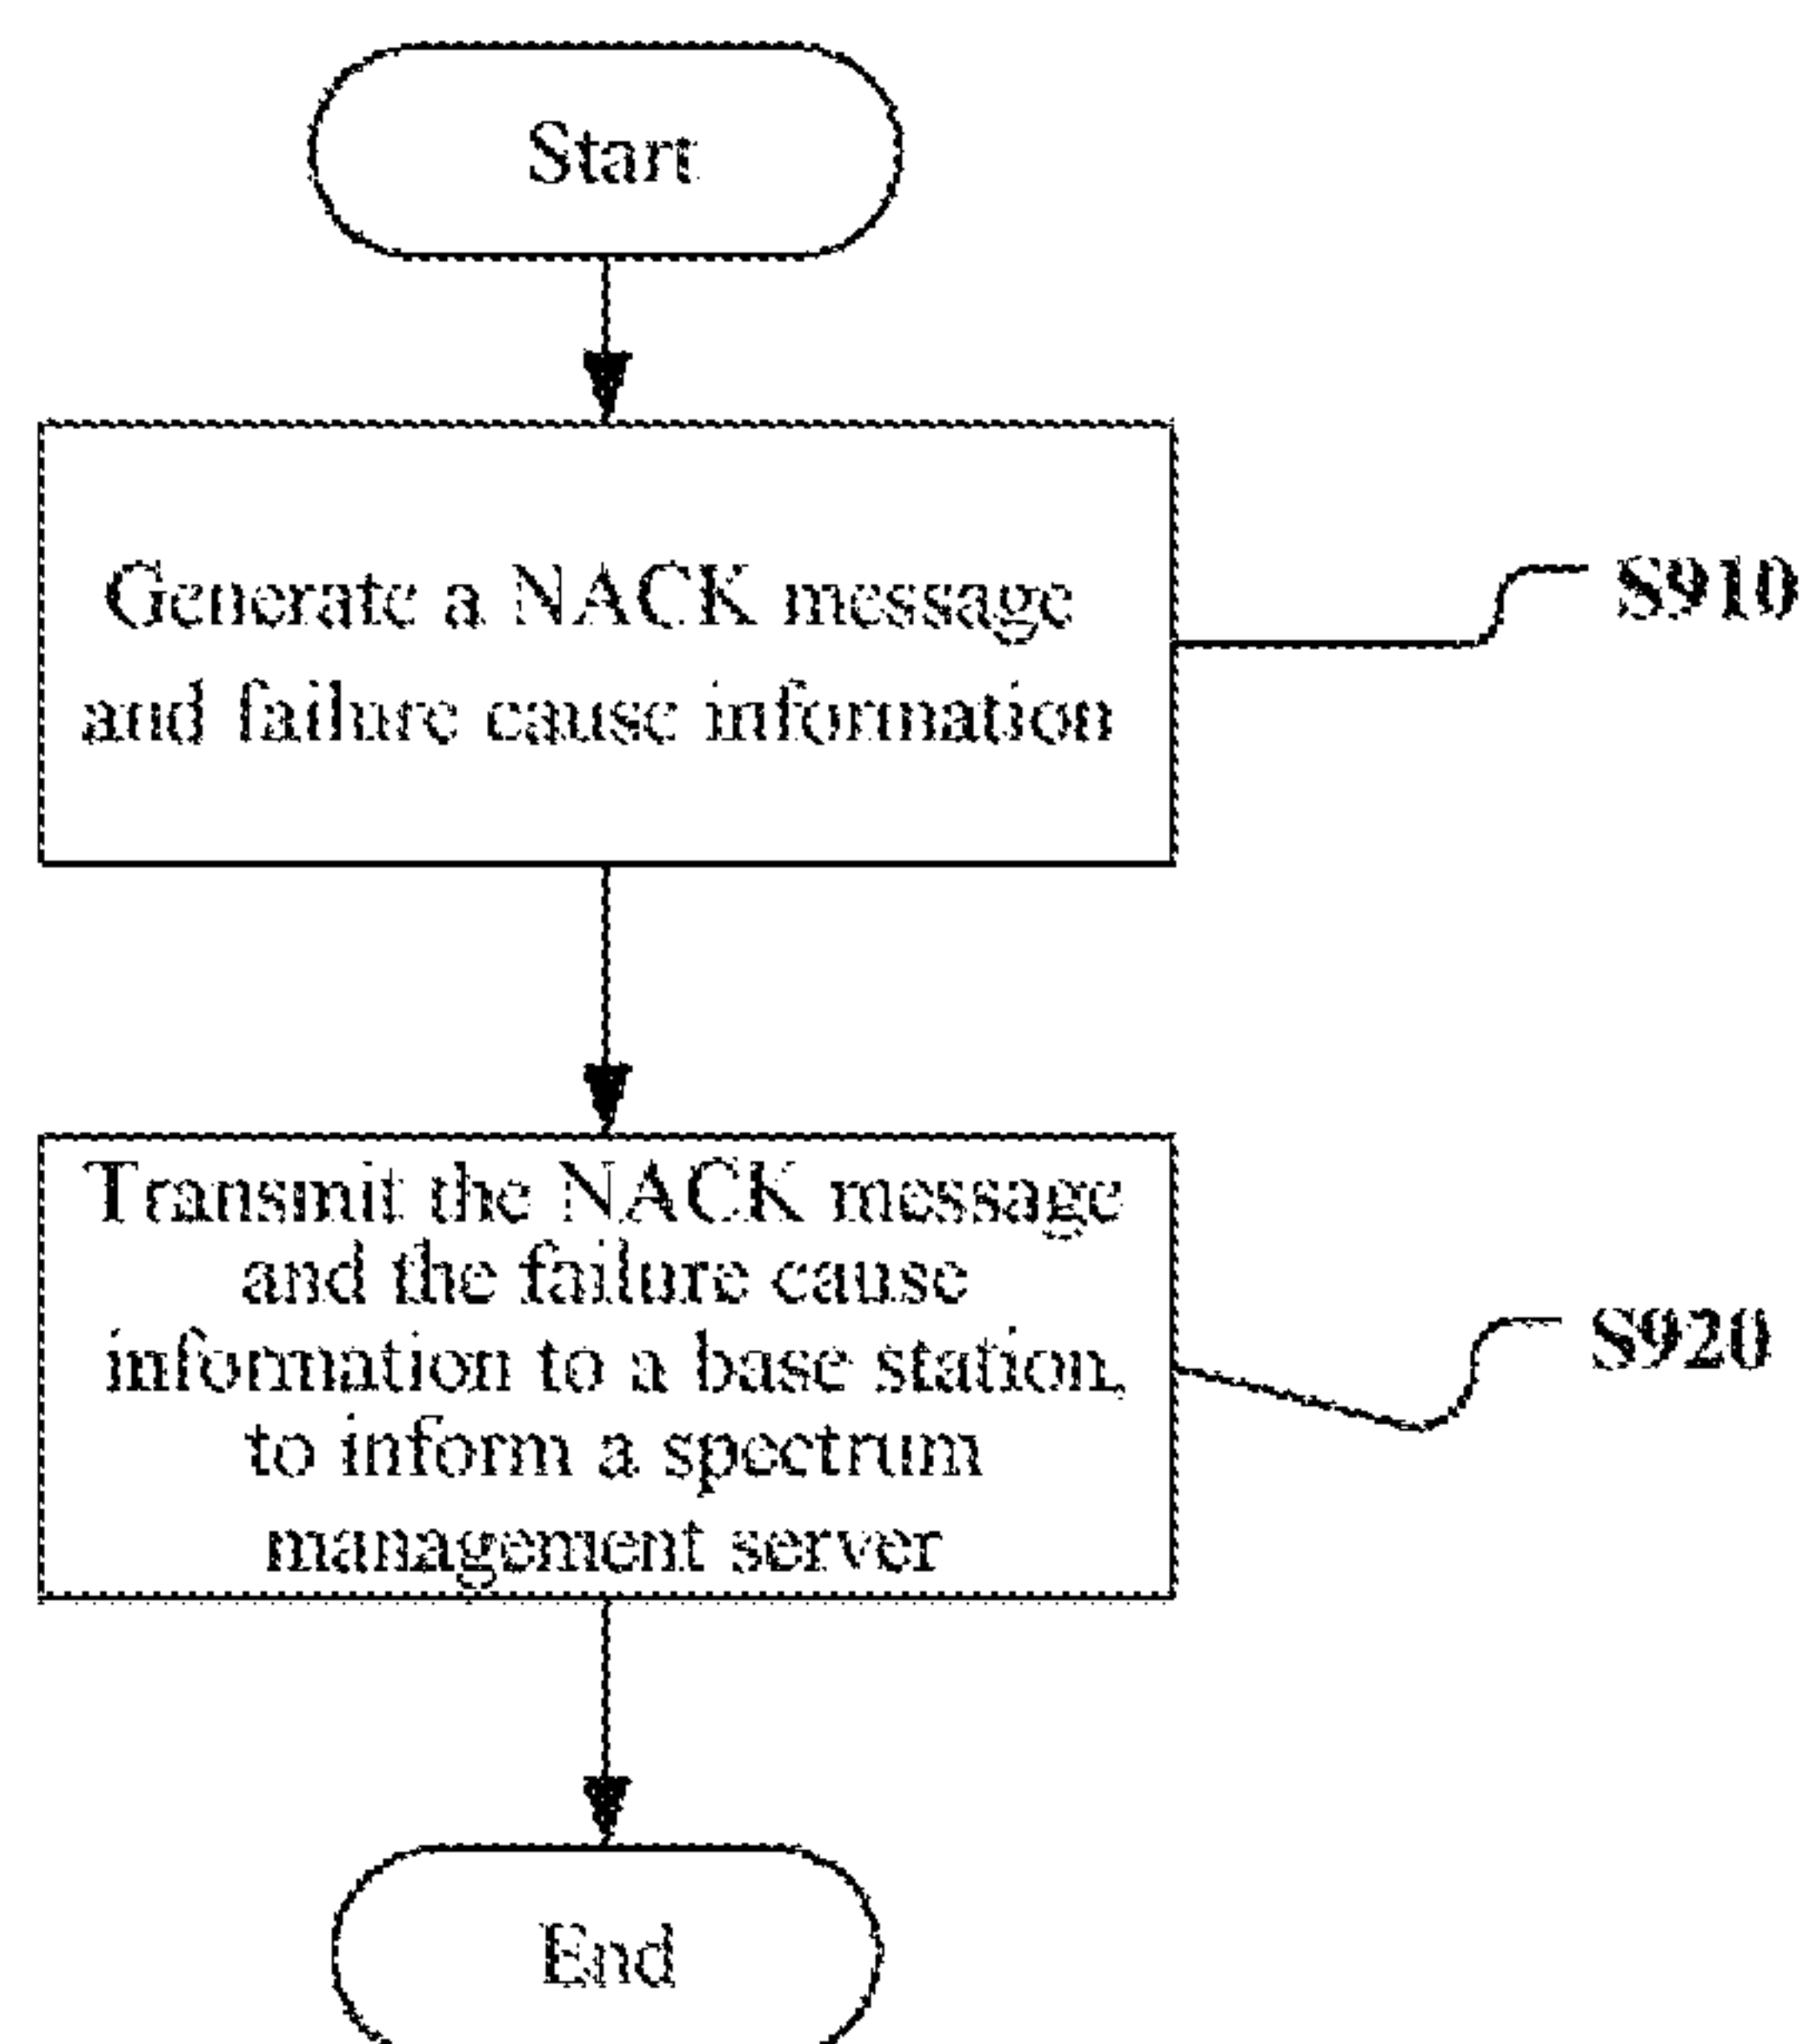 Start
Generate a NACK message
and failure cause information
S910
Transmit the NACK message
and the failure cause
information to a base station,
to inform a spectrum
management server
S920
End